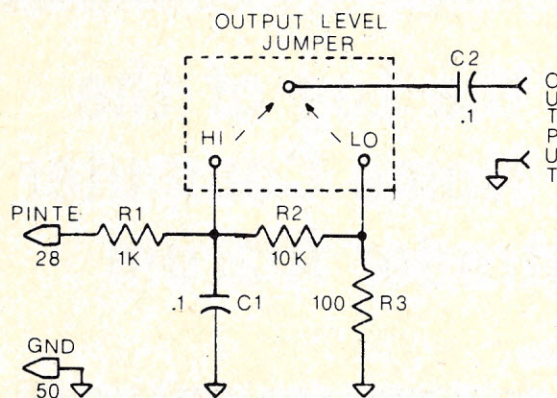 OUTPUT LEVEL
JUMPER
C2
.1
OUTPUT
HI
LO
PINTE
28
R1
1K
R2
10K
.1
C1
100
R3
GND
50